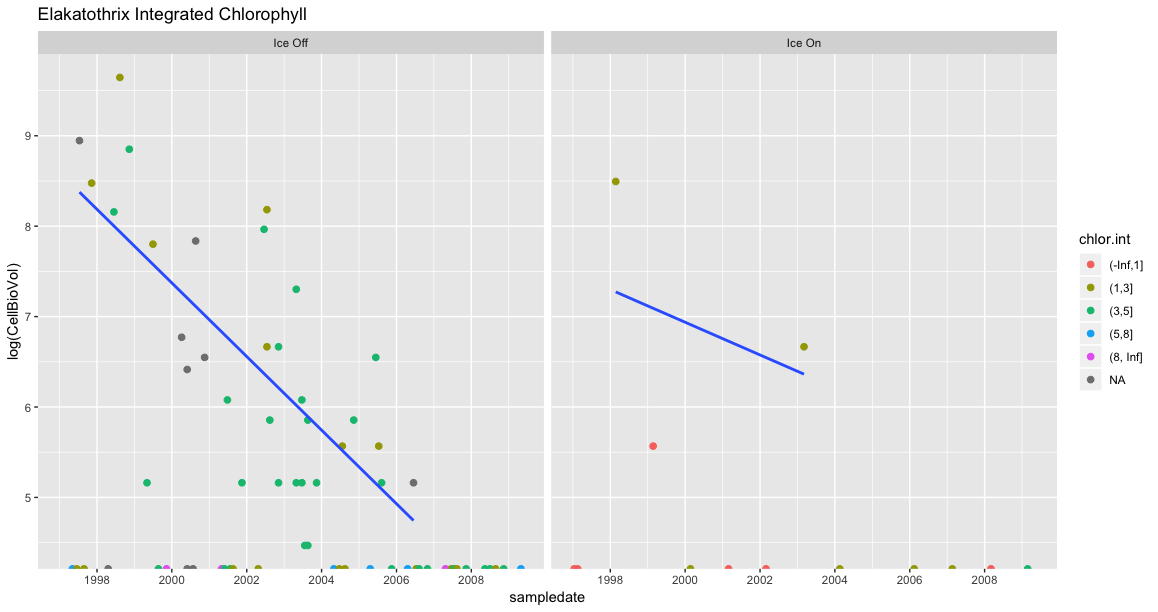 Elakatothrix Integrated Chlorophyll
Ice Off
Ice On
log(CellBioVol)
9
8
7
6
5
1998 2000 2002 2004 2006 2008
1998 2000 2002 2004 2006 2008
sampledate
chlor.int
(-Inf,1]
(1,3]
(3,5]
(5,8]
(8, Inf]
NA